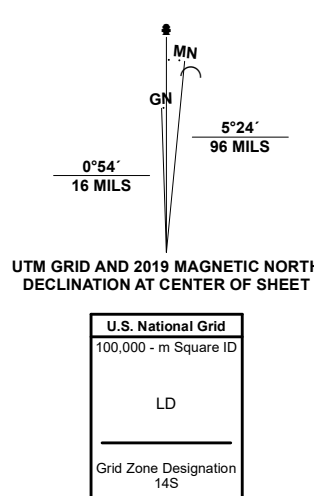 MN
GN
5°24´
96 MILS
0°54´
16 MILS
UTM GRID AND 2019 MAGNETIC NORTH
DECLINATION AT CENTER OF SHEET
U.S. National Grid
100,000 - m Square ID
LD
Grid Zone Designation
14S